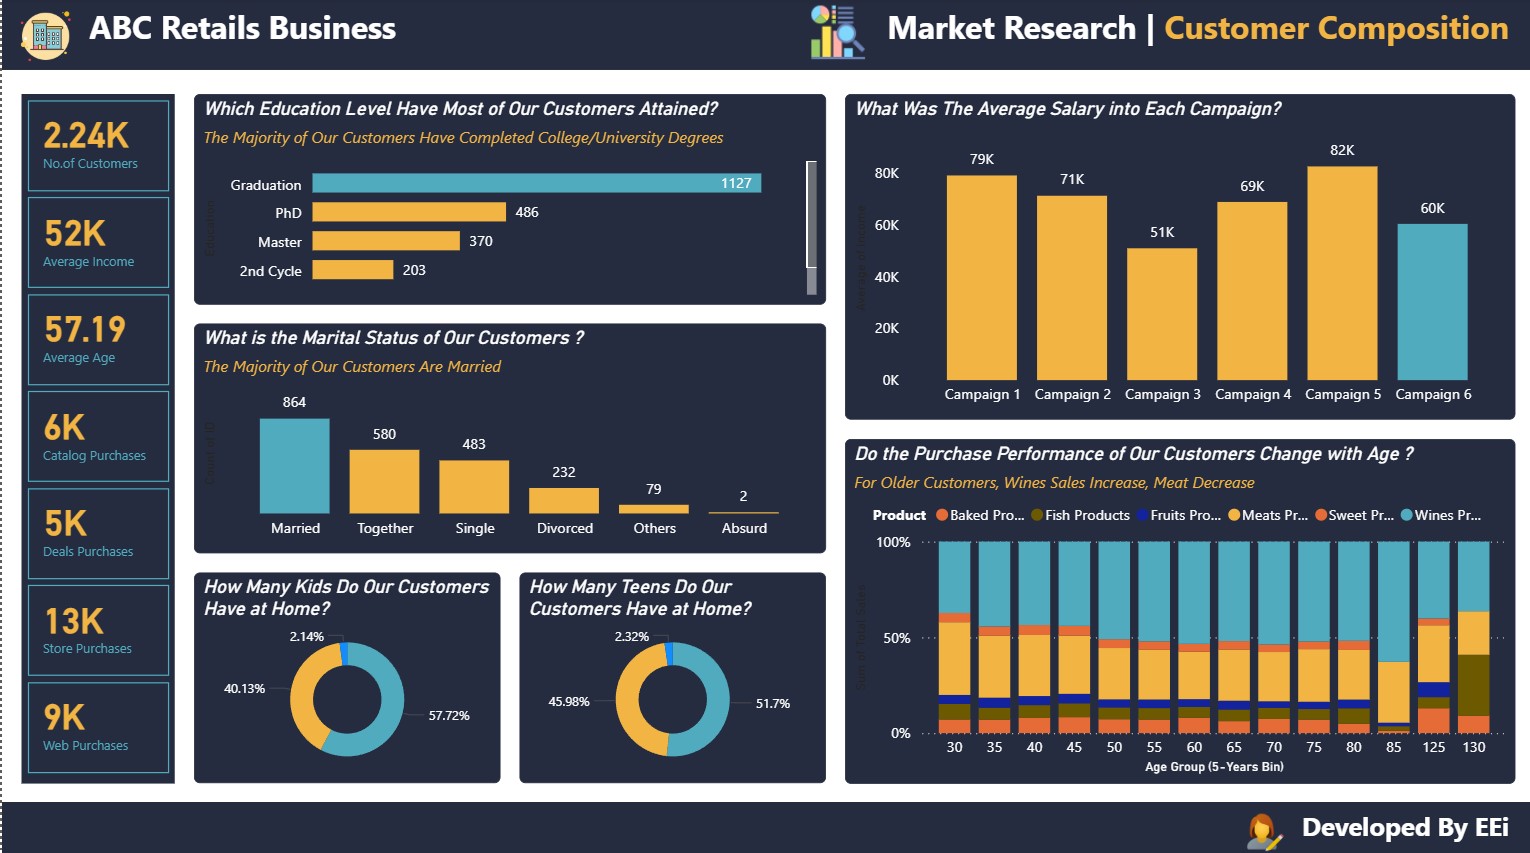 ABC Retails Business
Market Research | Customer Composition
2.24K
No.of Customers
52K
Average Income
57.19
Average Age
6K
Catalog Purchases
5K
Deals Purchases
13K
Store Purchases
9K
Web Purchases
Which Education Level Have Most of Our Customers Attained?
The Majority of Our Customers Have Completed College/University Degrees
Education
Graduation 1127
PhD 486
Master 370
2nd Cycle 203
What is the Marital Status of Our Customers ?
The Majority of Our Customers Are Married
Count of ID
864 580 483 232 79 2
Married Together Single Divorced Others Absurd
How Many Kids Do Our Customers
Have at Home?
2.14%
40.13%
57.72%
How Many Teens Do Our
Customers Have at Home?
2.32%
45.98%
51.7%
What Was The Average Salary into Each Campaign?
Average of Income
80K
60K
40K
20K
0K
79K 71K 51K 69K 82K 60K
Campaign 1 Campaign 2 Campaign 3 Campaign 4 Campaign 5 Campaign 6
Do the Purchase Performance of Our Customers Change with Age ?
For Older Customers, Wines Sales Increase, Meat Decrease
Product Baked Pro... Fish Products Fruits Pro... Meats Pr... Sweet Pr... Wines Pr...
Sum of Total Sales
100%
50%
0%
30 35 40 45 50 55 60 65 70 75 80 85 125 130
Age Group (5-Years Bin)
Developed By EEi